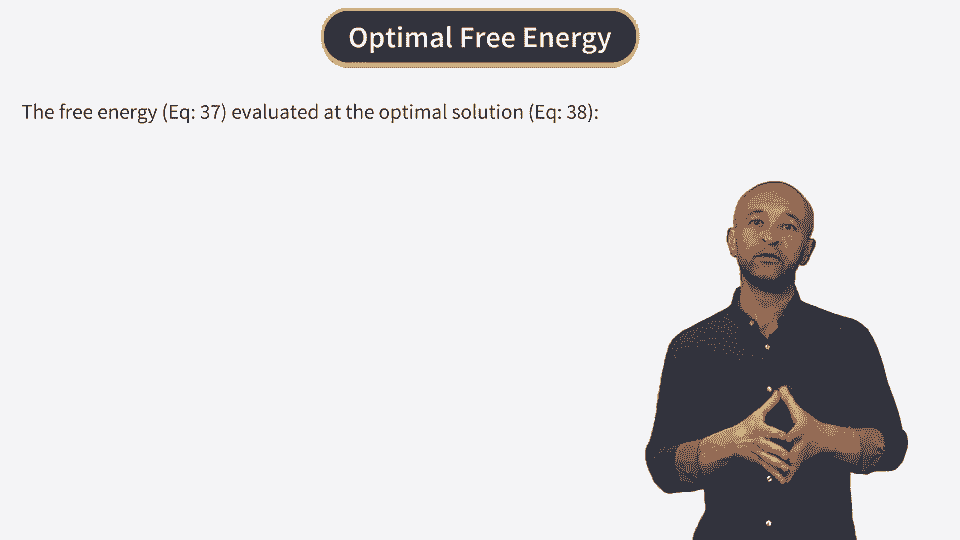 Optimal Free Energy
The free energy (Eq: 37) evaluated at the optimal solution (Eq: 38):